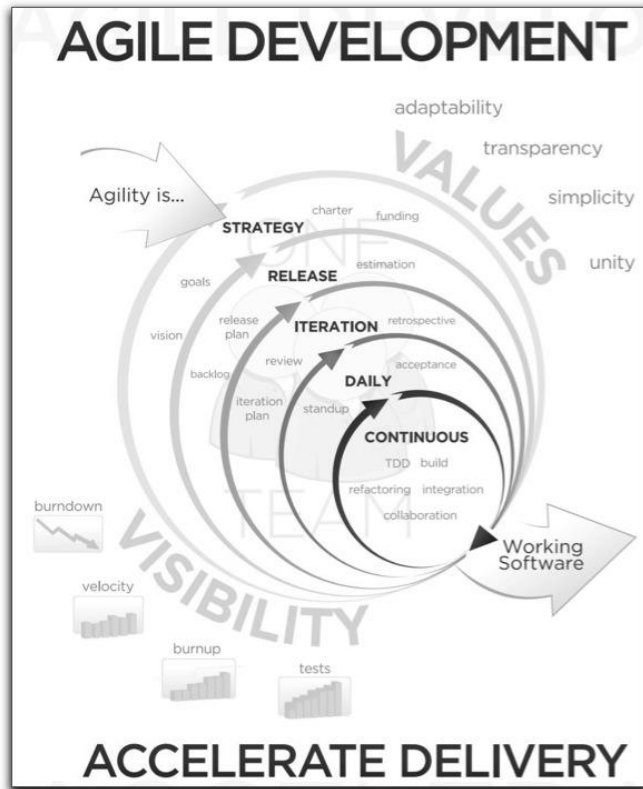 AGILE DEVELOPMENT
adaptability
VALUES
transparency
Agility is...
simplicity
charter
funding
STRATEGY
ONE
unity
estimation
goals
RELEASE
release
plan
retrospective
ITERATION
vision
review
acceptance
backlog
DAILY
iteration
plan
standup
CONTINUOUS
TDD build
refactoring integration
collaboration
TEAM
burndown
VISIBILITY
Working
Software
velocity
burnup
tests
ACCELERATE DELIVERY